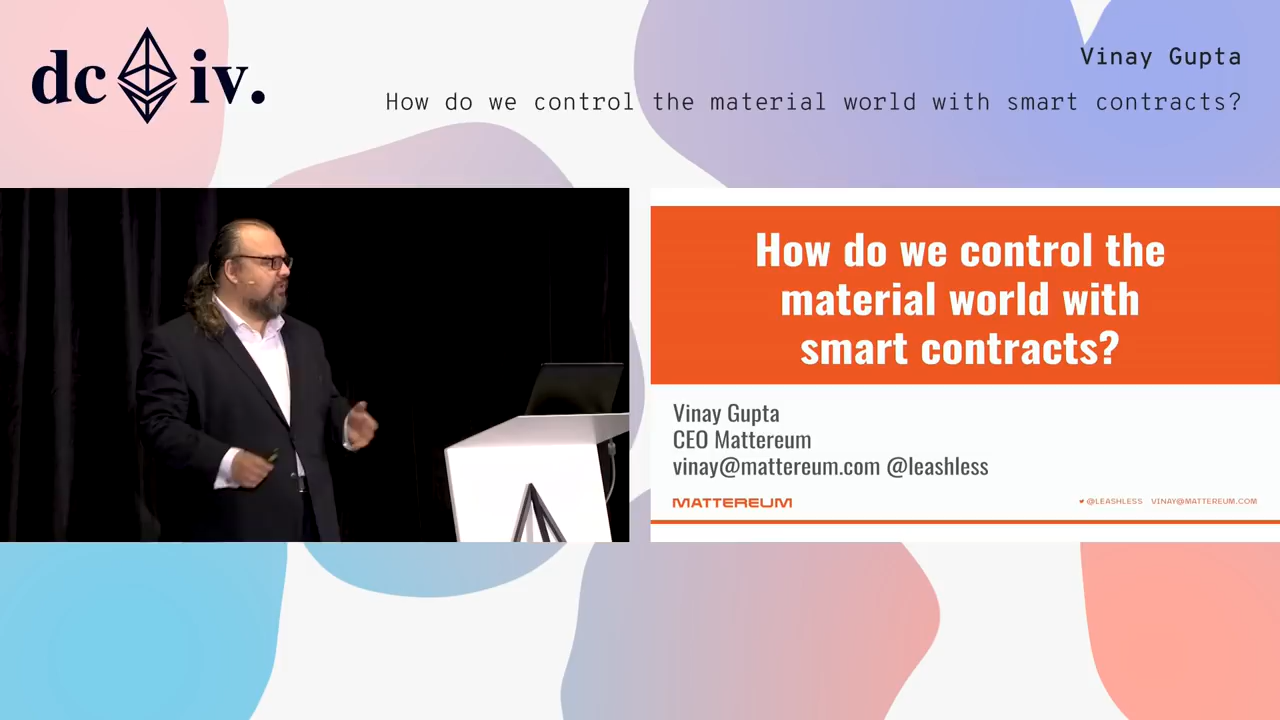 dc iv.
Vinay Gupta
How do we control the material world with smart contracts?
How do we control the
material world with
smart contracts?
Vinay Gupta
CEO Mattereum
vinay@mattereum.com @leashless
MATTEREUM
@LEASHLESS VINAY@MATTEREUM.COM